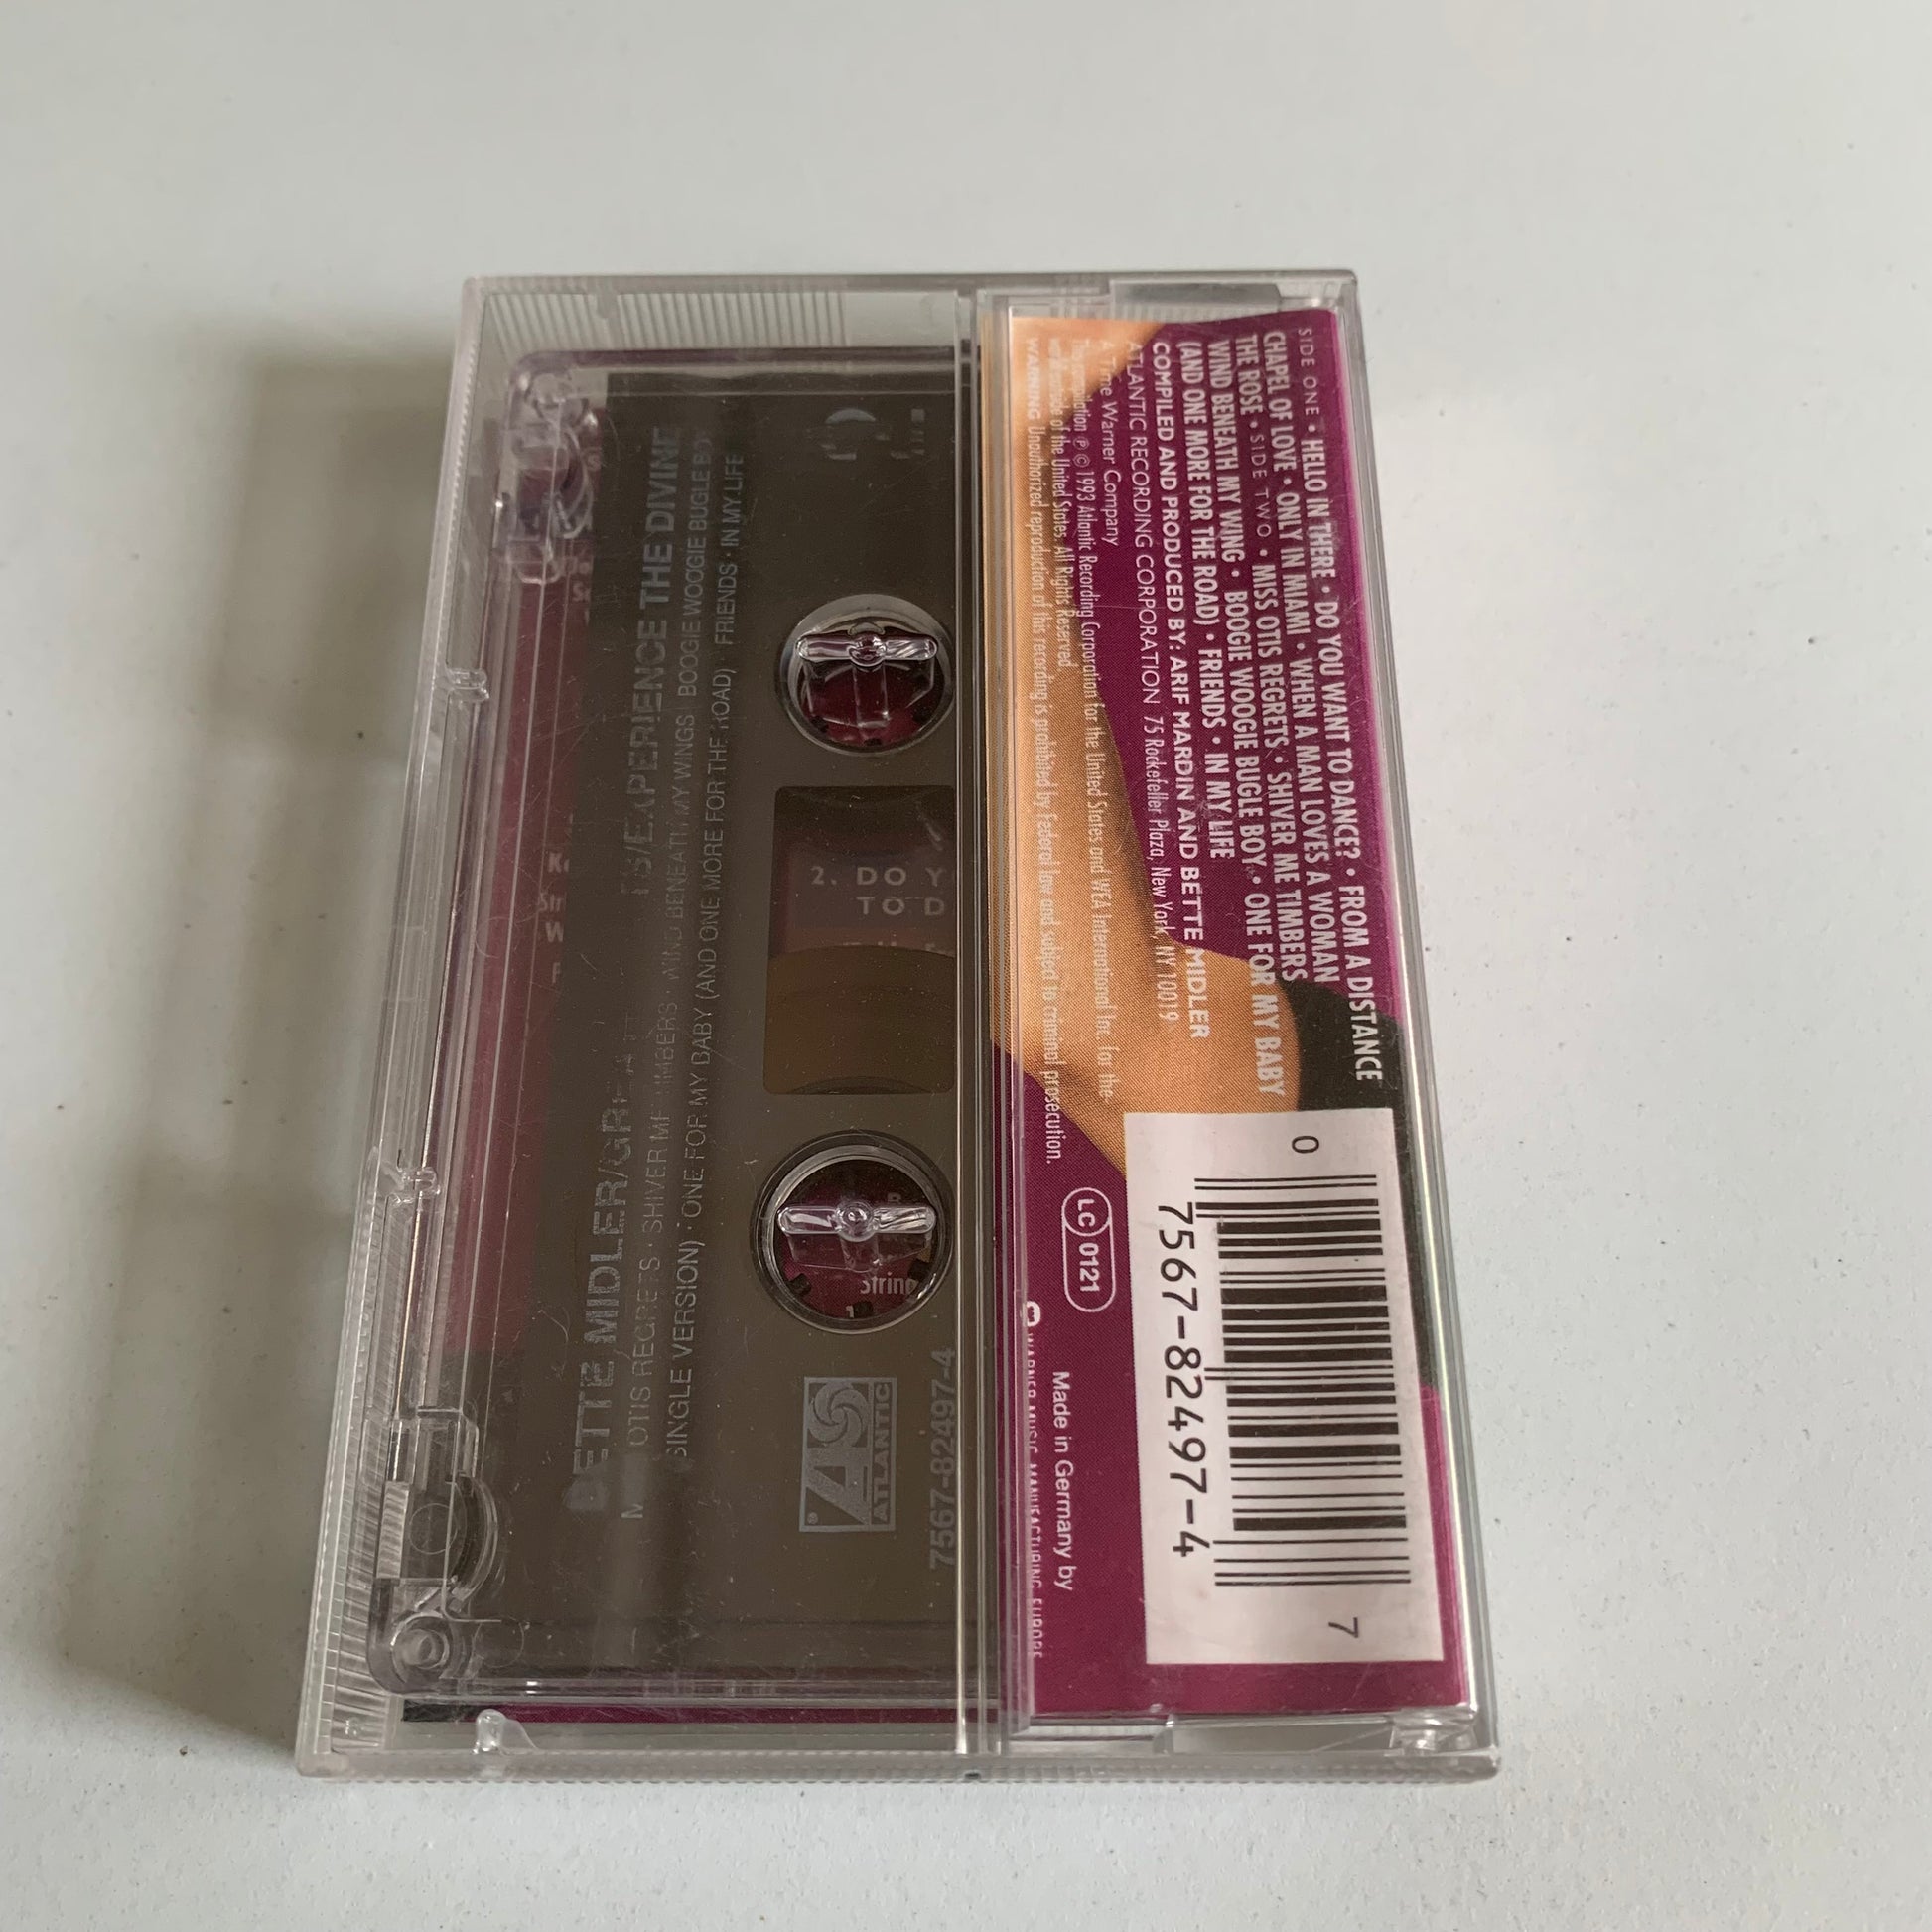 SIDE ONE • HELLO IN THERE • DO YOU WANT TO DANCE? • FROM A DISTANCE
CHAPEL OF LOVE • ONLY IN MIAMI • WHEN A MAN LOVES A WOMAN
THE ROSE • SIDE TWO • MISS OTIS REGRETS • SHIVER ME TIMBERS
WIND BENEATH MY WING • BOOGIE WOOGIE BUGLE BOY • ONE FOR MY BABY
(AND ONE MORE FOR THE ROAD) • FRIENDS • IN MY LIFE
COMPILED AND PRODUCED BY: ARIF MARDIN AND BETTE MIDLER
ATLANTIC RECORDING CORPORATION 75 Rockefeller Plaza, New York, NY 10019
A Time Warner Company
℗ © 1993 Atlantic Recording Corporation for the United States and WEA International Inc. for the
of the United States. All Rights Reserved
WARNING Unauthorized reproduction of this recording is prohibited by Federal law and subject to criminal prosecution.
LC 0121
Made in Germany by
WARNER MUSIC MANUFACTURING EUROPE
0
7567-82497-4
7
BETTE MIDLER/ /EXPERIENCE THE DIVINE
OTIS REGRETS · SHIVER ME TIMBERS · WIND BENEATH MY WINGS BOOGIE WOOGIE BUGLE BOY
SINGLE VERSION) · ONE FOR MY BABY (AND ONE MORE FOR THE ROAD) FRIENDS · IN MY LIFE
2. DO Y
TO D
Strin
ATLANTIC
7567-82497-4